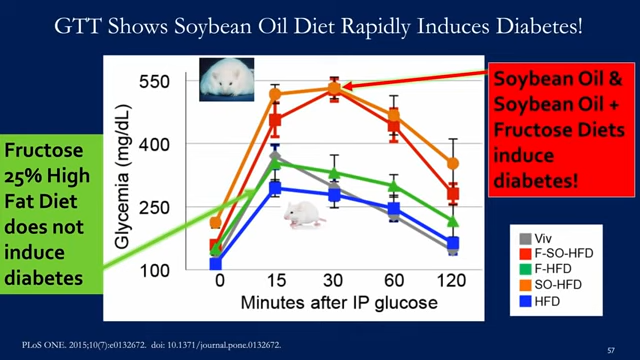 GTT Shows Soybean Oil Diet Rapidly Induces Diabetes!
Fructose
25% High
Fat Diet
does not
induce
diabetes
Glycemia (mg/dL)
550
400
250
100
0 15 30 60 120
Minutes after IP glucose
Soybean Oil &
Soybean Oil +
Fructose Diets
induce
diabetes!
Viv
F-SO-HFD
F-HFD
SO-HFD
HFD
PLoS ONE. 2015;10(7):e0132672. doi: 10.1371/journal.pone.0132672.
57